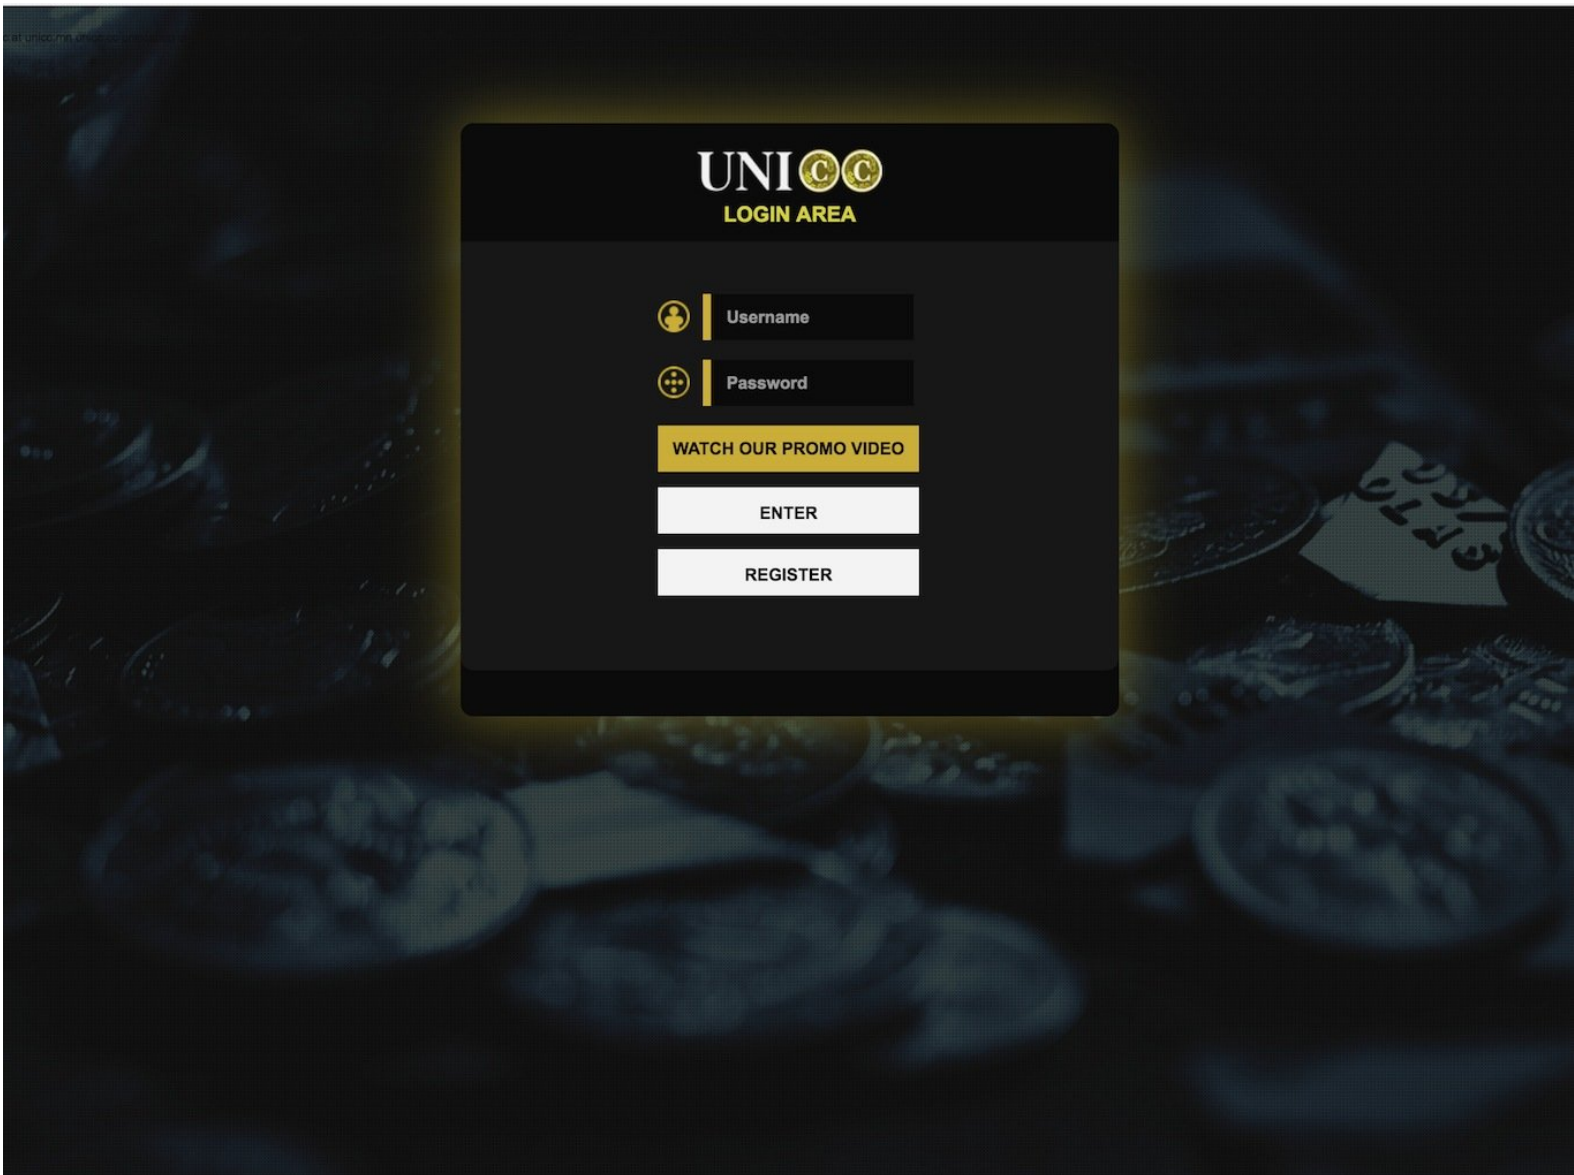 UNICC
LOGIN AREA
Username
Password
WATCH OUR PROMO VIDEO
ENTER
REGISTER